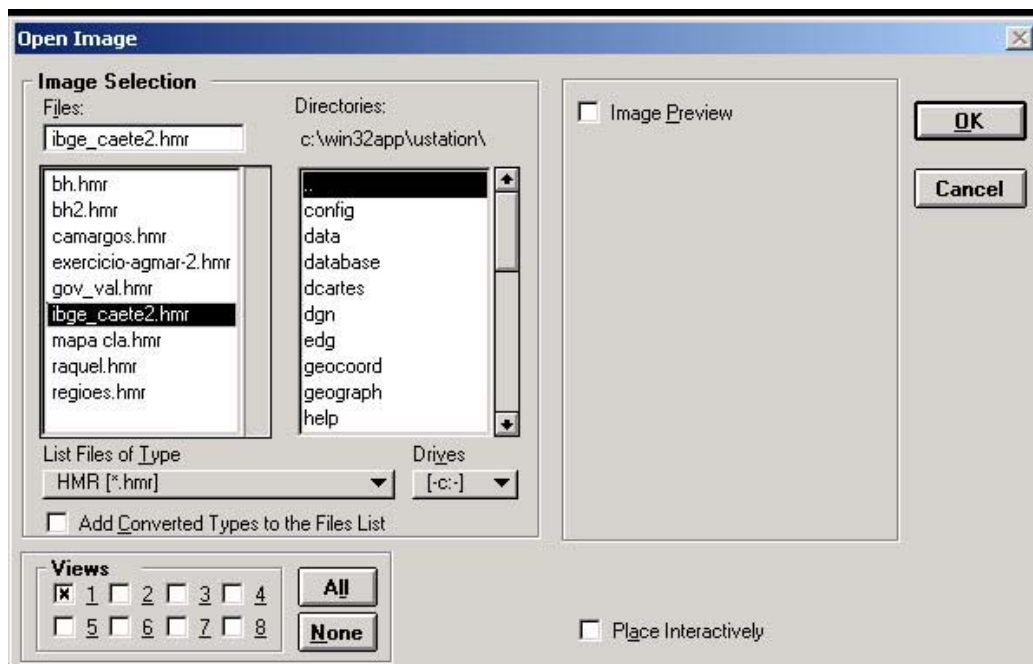 Open Image
Image Selection
Files:
Directories:
ibge_caete2.hmr
c:\win32app\ustation\
bh.hmr
bh2.hmr
camargos.hmr
exercicio-agmar-2.hmr
gov_val.hmr
ibge_caete2.hmr
mapa cla.hmr
raquel.hmr
regioes.hmr
..
config
data
database
dcartes
dgn
edg
geocoord
geograph
help
List Files of Type
Drives
HMR [*.hmr]
[-c:-]
Add Converted Types to the Files List
Image Preview
OK
Cancel
Views
1 2 3 4
5 6 7 8
All
None
Place Interactively